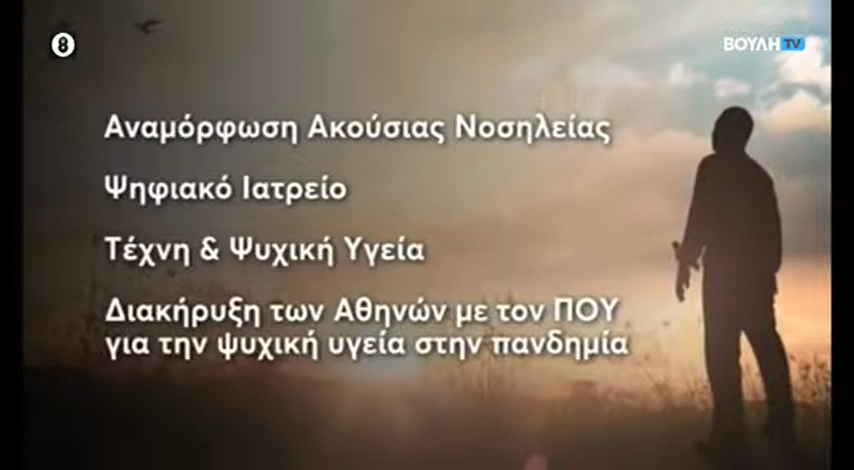 8
ΒΟΥΛΗ TV
Αναμόρφωση Ακούσιας Νοσηλείας
Ψηφιακό Ιατρείο
Τέχνη & Ψυχική Υγεία
Διακήρυξη των Αθηνών με τον ΠΟΥ
για την ψυχική υγεία στην πανδημία